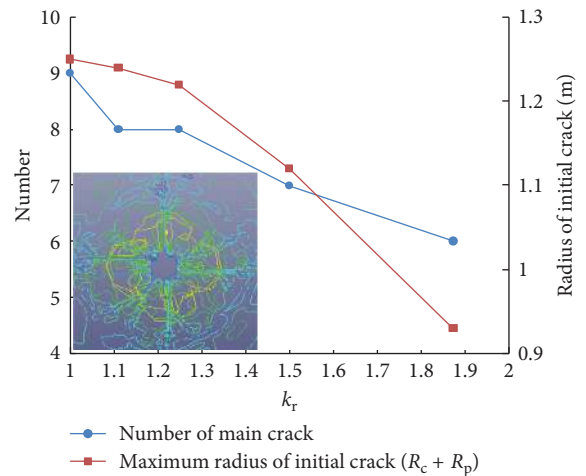 10
9
8
7
6
5
4
Number
1.3
1.2
1.1
1
0.9
Radius of initial crack (m)
1 1.1 1.2 1.3 1.4 1.5 1.6 1.7 1.8 1.9 2
kᵣ
Number of main crack
Maximum radius of initial crack (R_c + R_p)